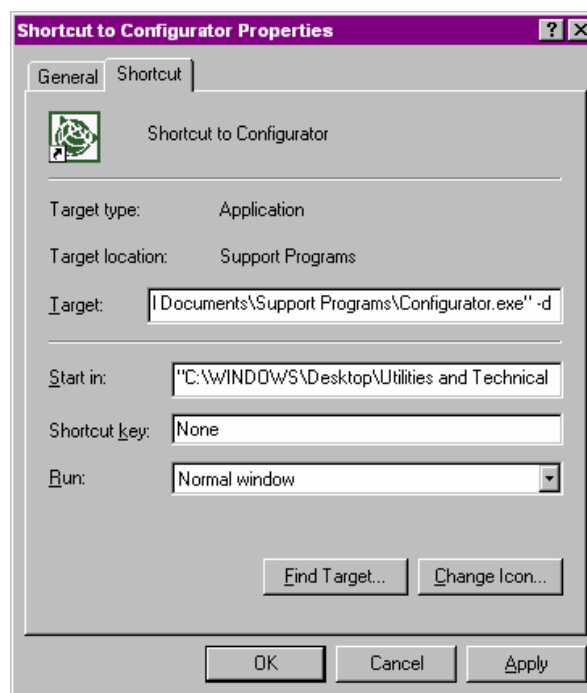 Shortcut to Configurator Properties
General
Shortcut
Shortcut to Configurator
Target type: Application
Target location: Support Programs
Target: l Documents\Support Programs\Configurator.exe" -d
Start in: "C:\WINDOWS\Desktop\Utilities and Technical
Shortcut key: None
Run: Normal window
Find Target... Change Icon...
OK Cancel Apply